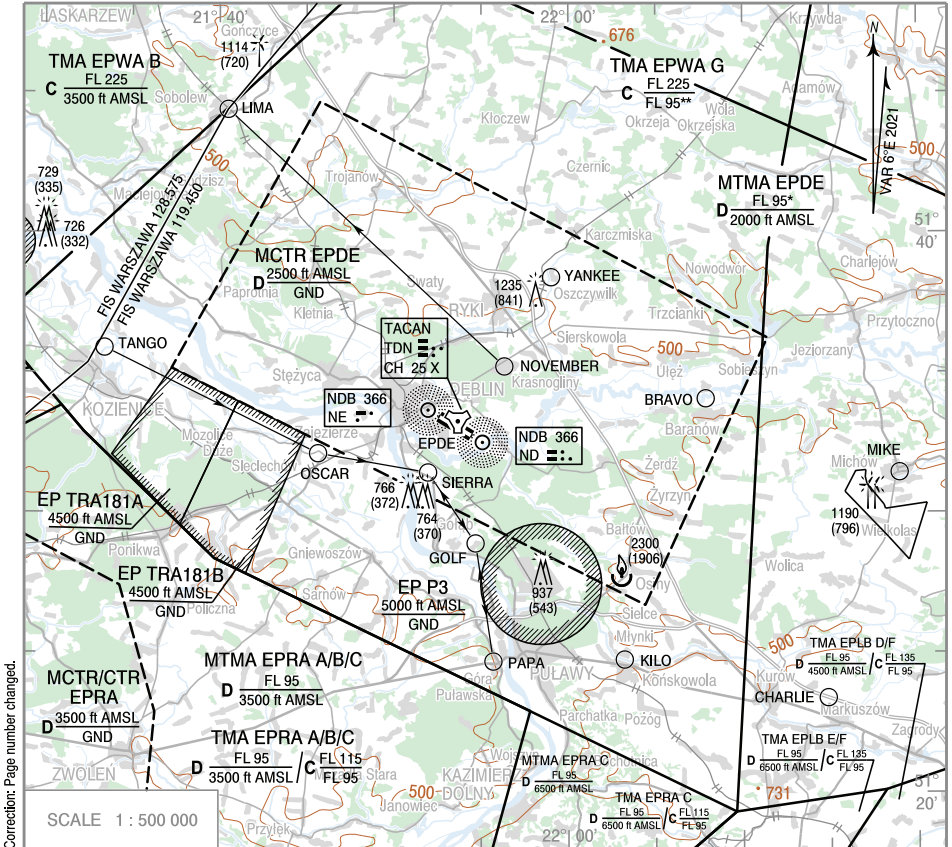 ŁASKARZEW
21° 40'
22° 00'
Krzywda
Gończyce
1114
(720)
.676
N
VAR 6°E 2021
TMA EPWA B
C FL 225
3500 ft AMSL
Sobolew
LIMA
TMA EPWA G
C FL 225
FL 95**
Adamów
Wola
Okrzejska
Okrzeja
Kłoczew
500
500
Trojanów
Czernic
729
(335)
726
(332)
FIS WARSZAWA 128.575
FIS WARSZAWA 119.450
MTMA EPDE
D FL 95*
2000 ft AMSL
51°
40'
Karczmiska
Charlejów
MCTR EPDE
D 2500 ft AMSL
GND
Paprotnia
Kletnia
Swaty
YANKEE
1235
(841)
Oszczywilk
Nowodwór
Trzcianki
Przytoczno
RYKI
TACAN
TDN
CH 25 X
Sierskowola
500
Jeziorzany
TANGO
NOVEMBER
Krasnogliny
Ułęż
Sobieszyn
Stężyca
NDB 366
NE
DĘBLIN
BRAVO
Baranów
KOZIENICE
Mozolice
Duże
Zajezierze
EPDE
NDB 366
ND
MIKE
Michów
Sieciechów
OSCAR
SIERRA
Żerdź
766
(372)
764
(370)
Żyrzyn
EP TRA181A
4500 ft AMSL
GND
1190
(796)
Wielkolas
Ponikwa
Gniewoszów
Gołąb
GOLF
Bałtów
2300
(1906)
Osiny
Wolica
EP TRA181B
4500 ft AMSL
GND
Policzna
Sarnów
EP P3
5000 ft AMSL
GND
937
(543)
Sielce
Młynki
500
TMA EPLB D/F
D FL 95
4500 ft AMSL / C FL 135
FL 95
MCTR/CTR
EPRA
D 3500 ft AMSL
GND
MTMA EPRA A/B/C
D FL 95
3500 ft AMSL
PAPA
Góra
Puławska
PUŁAWY
KILO
Końskowola
Kurów
CHARLIE
Markuszów
TMA EPRA A/B/C
D FL 95
3500 ft AMSL / C FL 115
FL 95
Parchatka
Pożóg
Zagrody
TMA EPLB E/F
D FL 95
6500 ft AMSL / C FL 135
FL 95
ZWOLEŃ
Stara
KAZIMIERZ
DOLNY
MTMA EPRA C
D FL 95
6500 ft AMSL
.731
51°
20'
500
Janowiec
TMA EPRA C
D FL 95
6500 ft AMSL / C FL 115
FL 95
SCALE 1 : 500 000
Przyłęk
22° 00'
Correction: Page number changed.